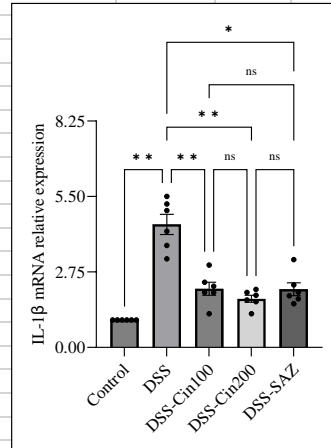 *
ns
8.25
* *
* *
* *
ns
ns
5.50
2.75
0.00
IL-1β mRNA relative expression
Control
DSS
DSS-Cin100
DSS-Cin200
DSS-SAZ